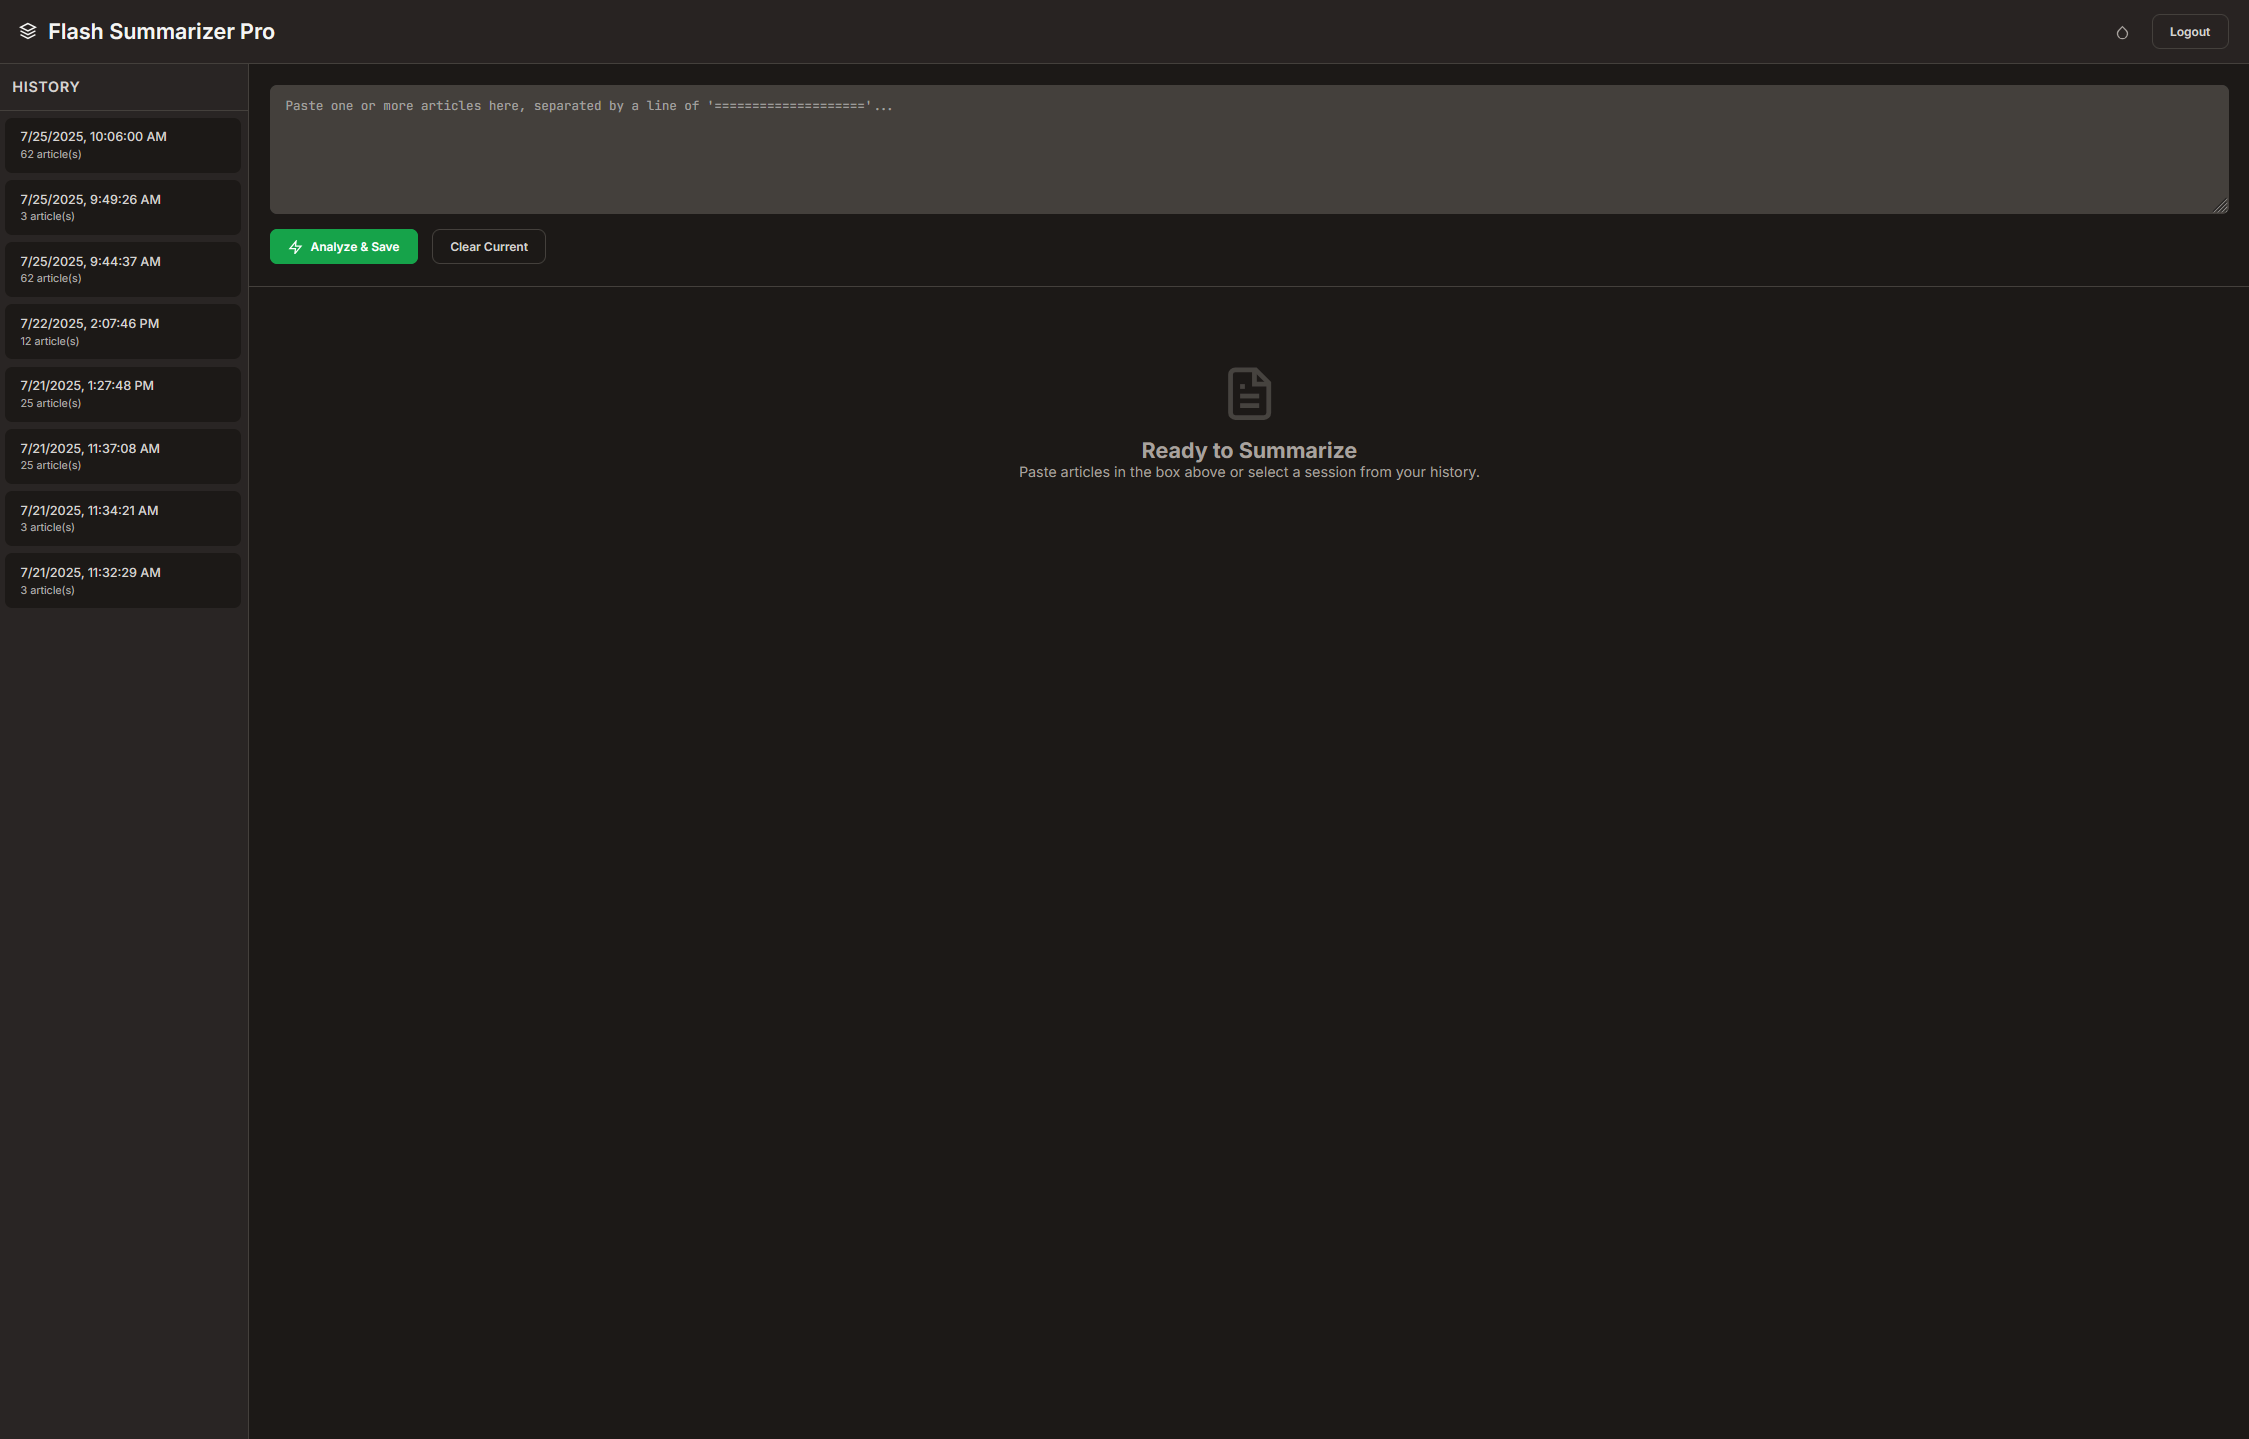 Flash Summarizer Pro
Logout
HISTORY
7/25/2025, 10:06:00 AM
62 article(s)
7/25/2025, 9:49:26 AM
3 article(s)
7/25/2025, 9:44:37 AM
62 article(s)
7/22/2025, 2:07:46 PM
12 article(s)
7/21/2025, 1:27:48 PM
25 article(s)
7/21/2025, 11:37:08 AM
25 article(s)
7/21/2025, 11:34:21 AM
3 article(s)
7/21/2025, 11:32:29 AM
3 article(s)
Paste one or more articles here, separated by a line of '===================='...
Analyze & Save
Clear Current
Ready to Summarize
Paste articles in the box above or select a session from your history.